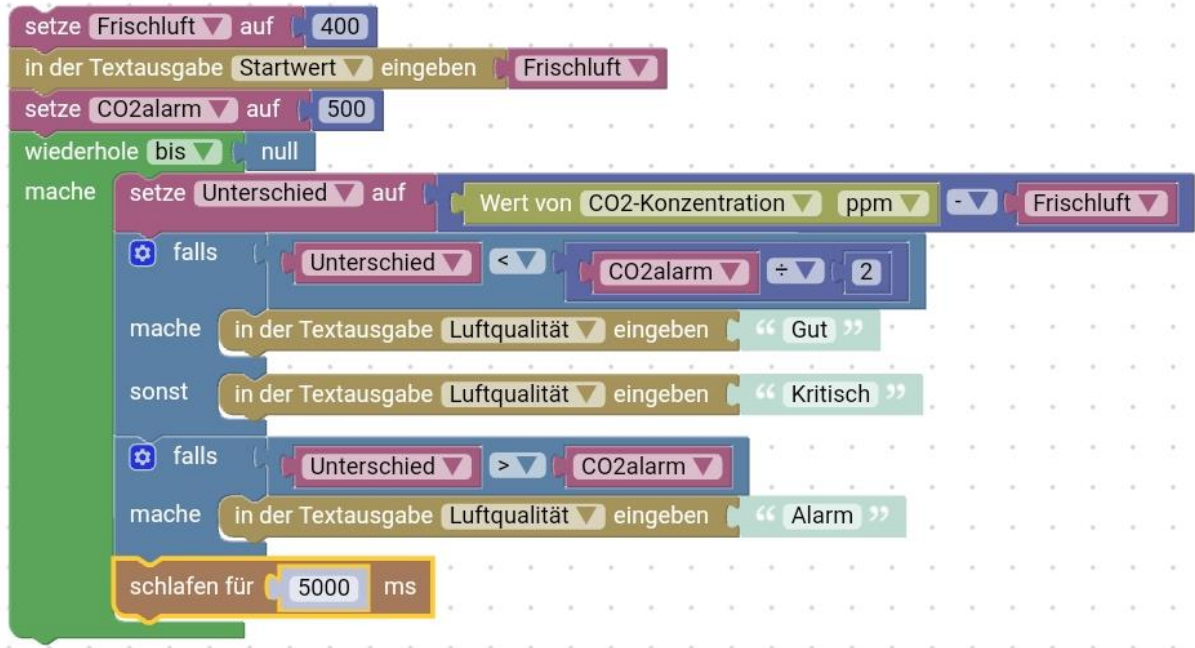 setze Frischluft ▼ auf 400
in der Textausgabe Startwert ▼ eingeben Frischluft ▼
setze CO2alarm ▼ auf 500
wiederhole bis ▼ null
mache setze Unterschied ▼ auf Wert von CO2-Konzentration ▼ ppm ▼ - ▼ Frischluft ▼
falls Unterschied ▼ < ▼ CO2alarm ▼ ÷ ▼ 2
mache in der Textausgabe Luftqualität ▼ eingeben “ Gut ”
sonst in der Textausgabe Luftqualität ▼ eingeben “ Kritisch ”
falls Unterschied ▼ > ▼ CO2alarm ▼
mache in der Textausgabe Luftqualität ▼ eingeben “ Alarm ”
schlafen für 5000 ms